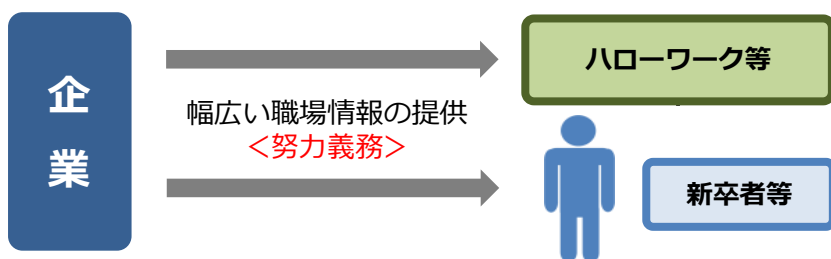 企業
幅広い職場情報の提供
＜努力義務＞
ハローワーク等
新卒者等